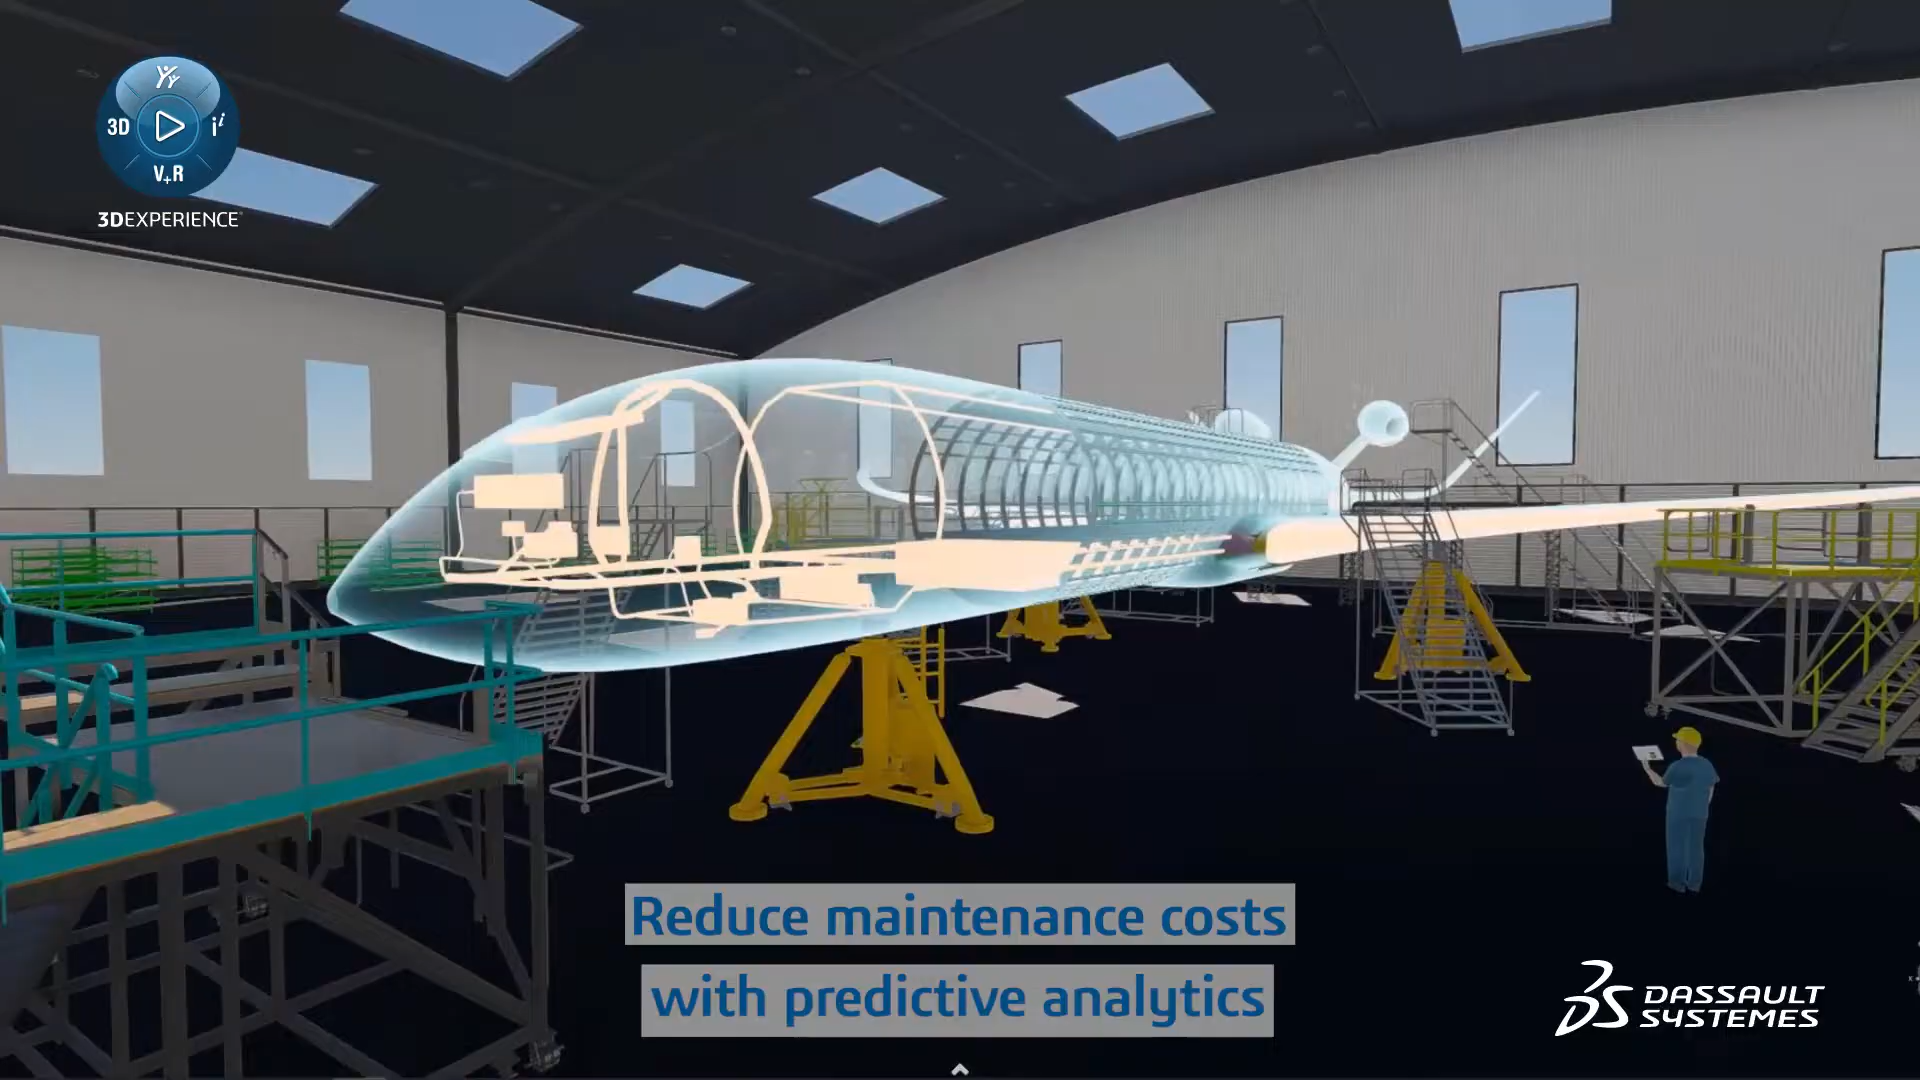 3D
i
V+R
3DEXPERIENCE
Reduce maintenance costs
with predictive analytics
DASSAULT
SYSTEMES